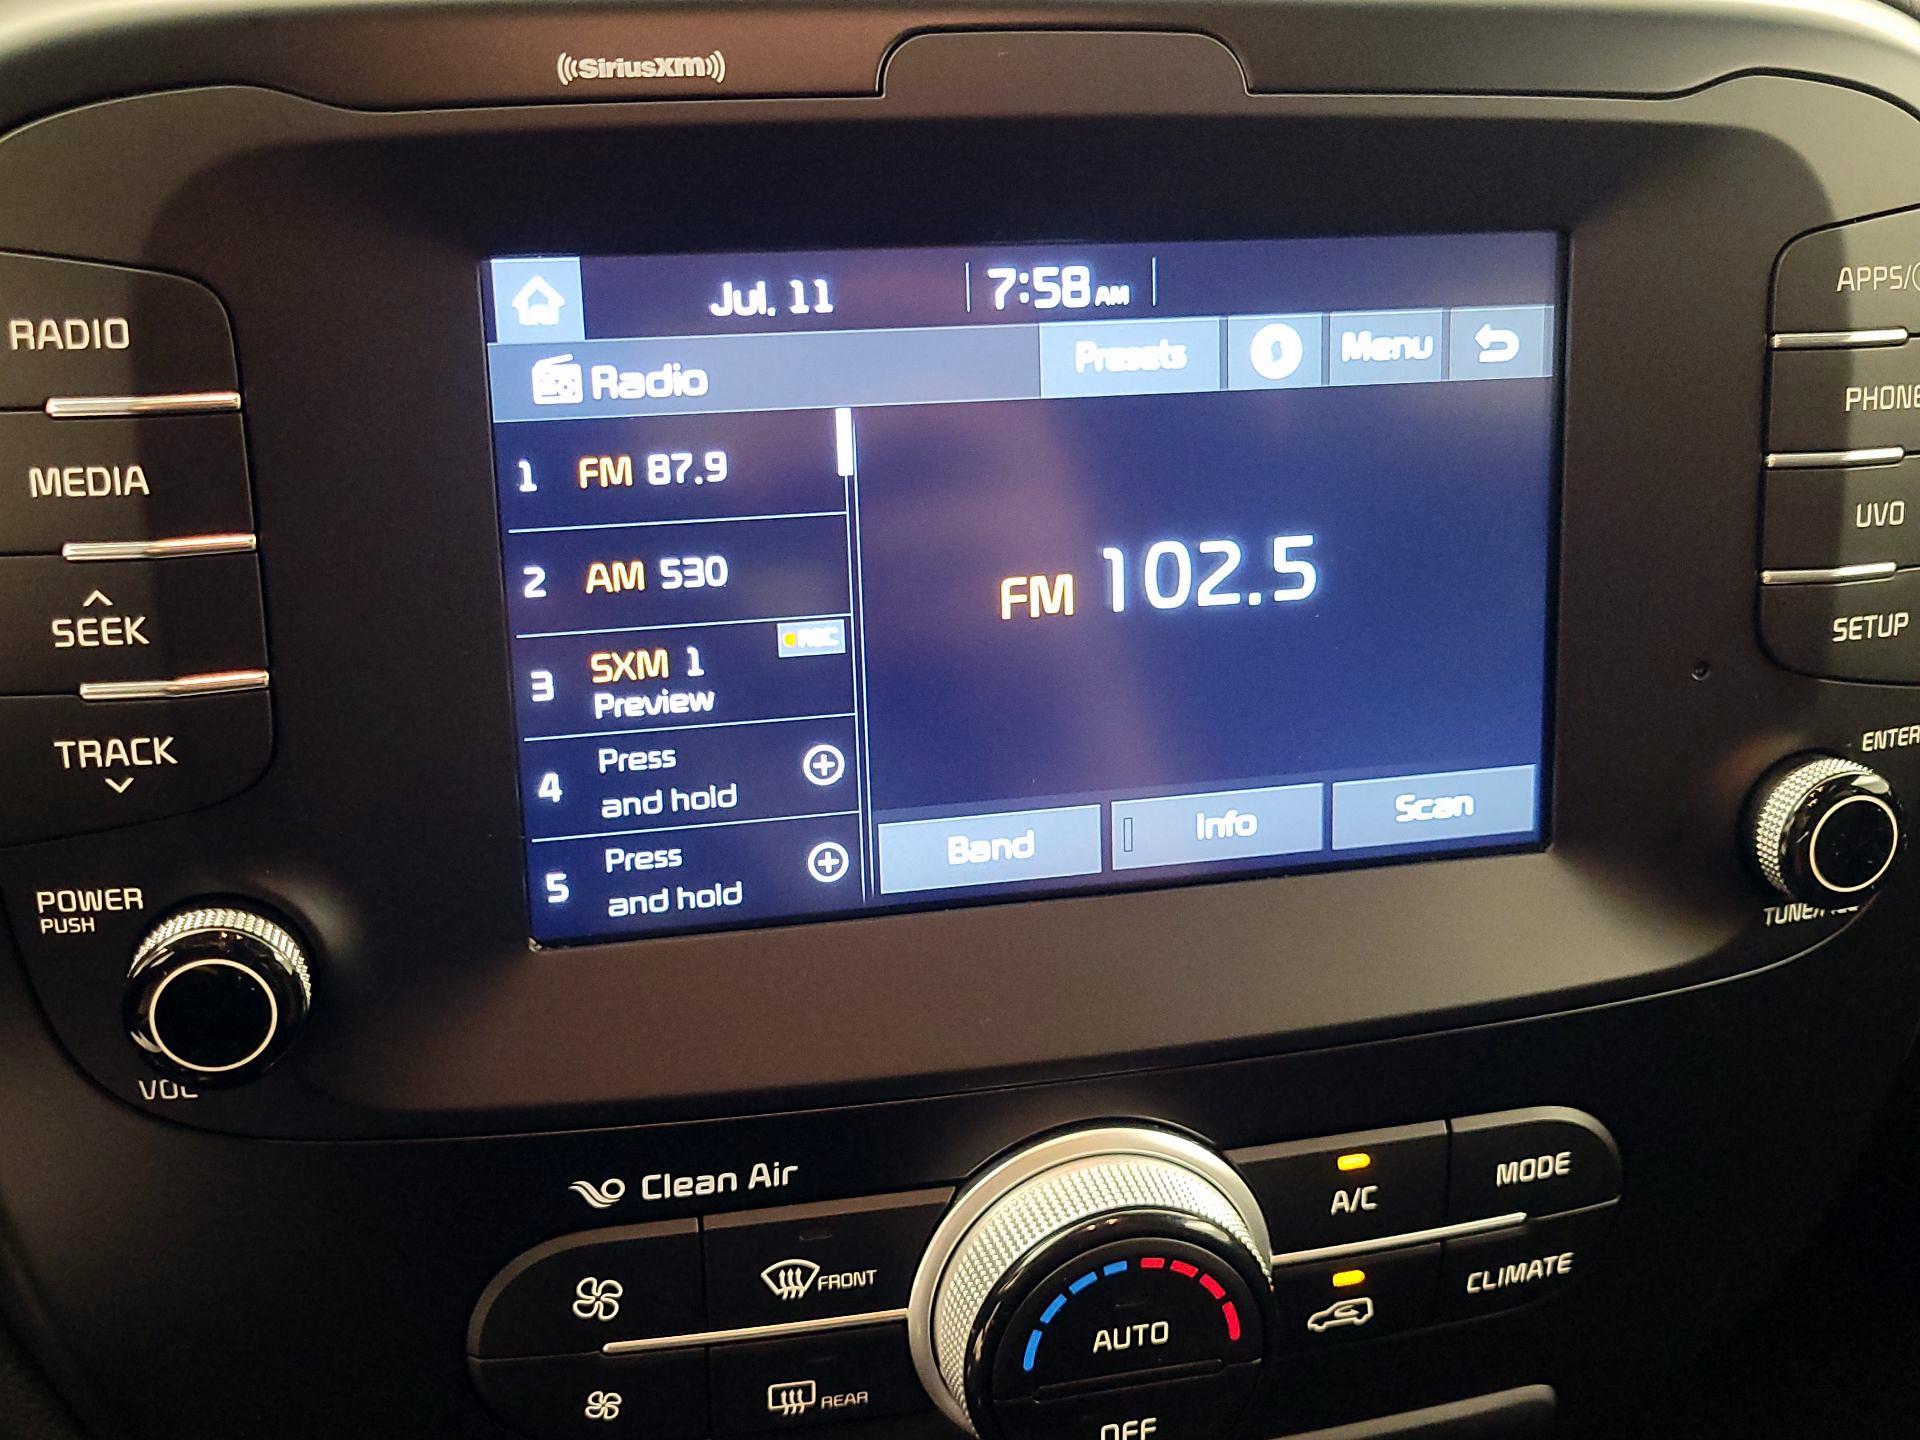 SiriusXM
Jul. 11
7:58 AM
Radio
Presets
Menu
1 FM 87.9
2 AM 530
3 SXM 1
Preview
REC
4 Press
and hold
5 Press
and hold
FM 102.5
Band
Info
Scan
RADIO
MEDIA
SEEK
TRACK
POWER
PUSH
VOL
APPS/
PHONE
UVO
SETUP
ENTER
Clean Air
FRONT
REAR
AUTO
OFF
A/C
MODE
CLIMATE